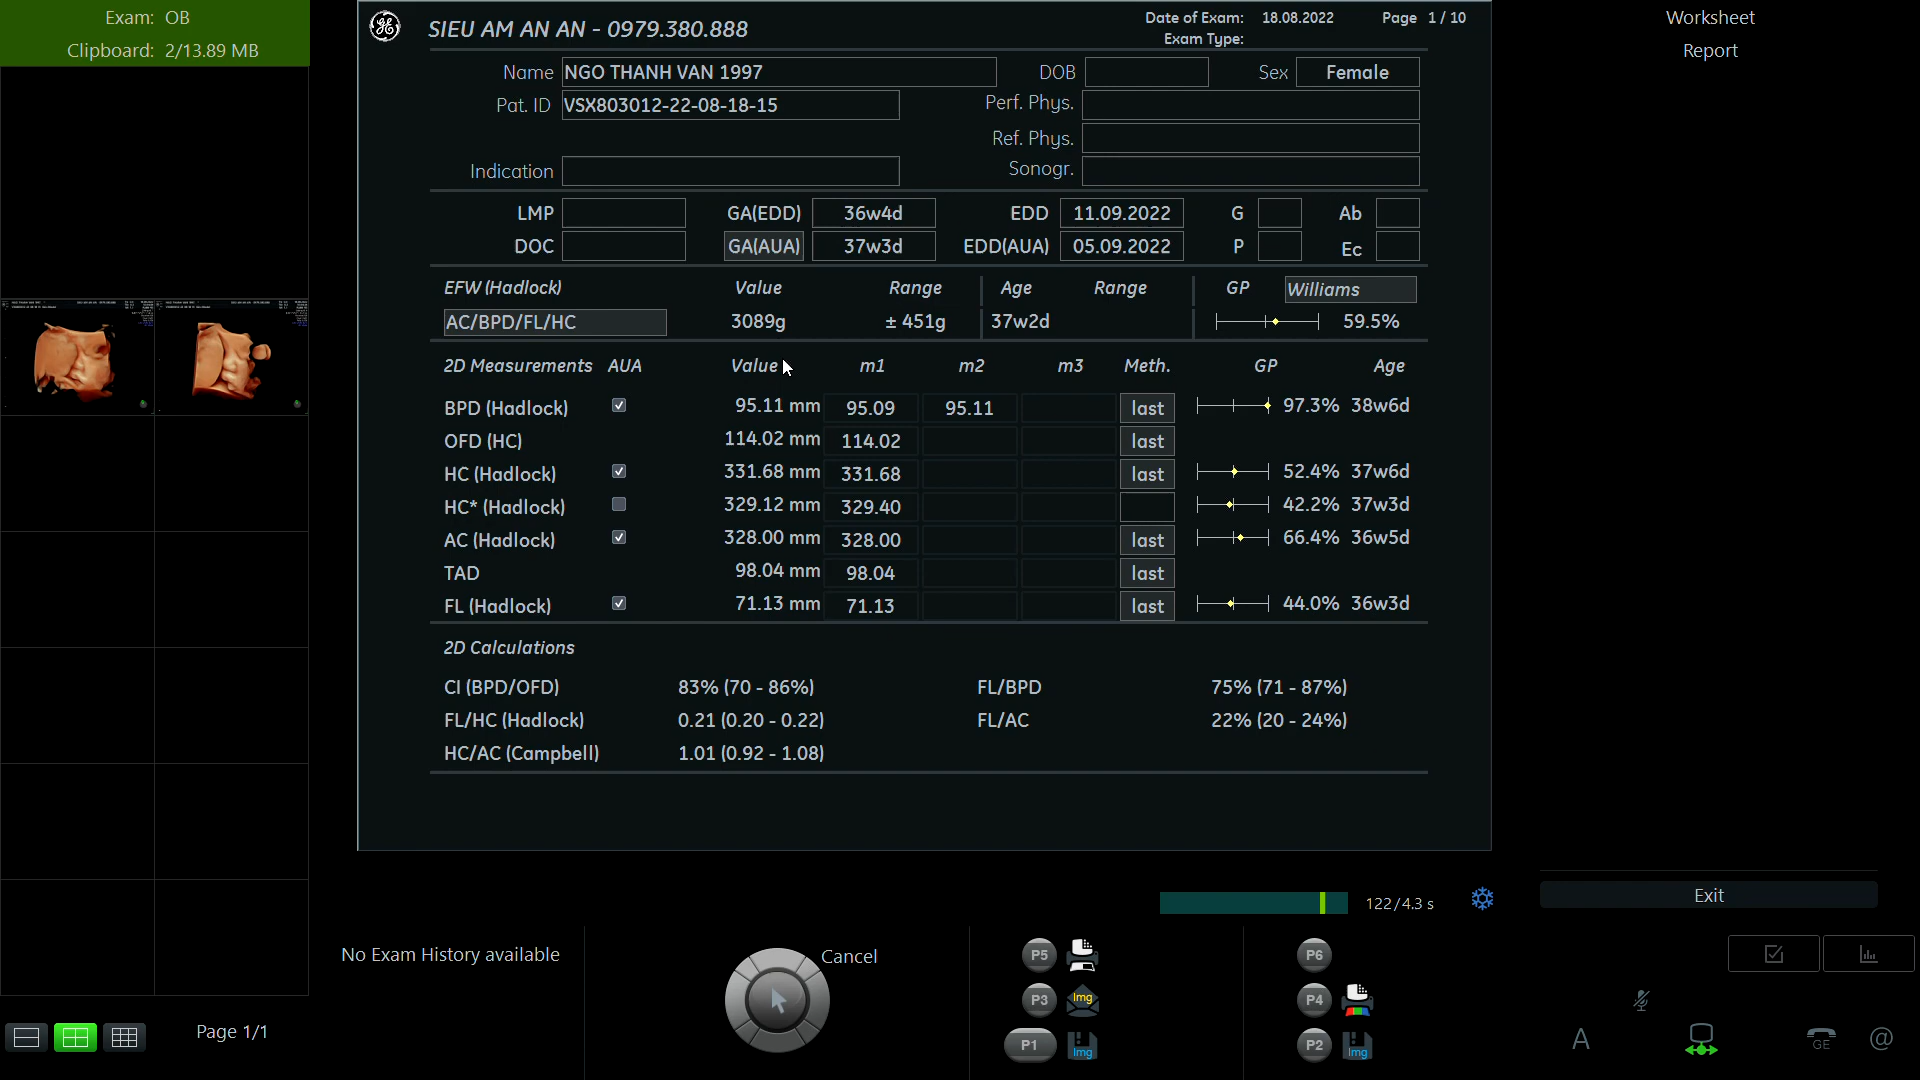 Exam: OB
Clipboard: 2/13.89 MB
SIEU AM AN AN - 0979.380.888
Date of Exam: 18.08.2022 Page 1 / 10
Exam Type:
Name NGO THANH VAN 1997 DOB Sex Female
Pat. ID VSX803012-22-08-18-15 Perf. Phys.
Ref. Phys.
Indication Sonogr.
LMP GA(EDD) 36w4d EDD 11.09.2022 G Ab
DOC GA(AUA) 37w3d EDD(AUA) 05.09.2022 P Ec
EFW (Hadlock) Value Range Age Range GP Williams
AC/BPD/FL/HC 3089g ± 451g 37w2d 59.5%
2D Measurements AUA Value m1 m2 m3 Meth. GP Age
BPD (Hadlock) 95.11 mm 95.09 95.11 last 97.3% 38w6d
OFD (HC) 114.02 mm 114.02 last
HC (Hadlock) 331.68 mm 331.68 last 52.4% 37w6d
HC* (Hadlock) 329.12 mm 329.40 42.2% 37w3d
AC (Hadlock) 328.00 mm 328.00 last 66.4% 36w5d
TAD 98.04 mm 98.04 last
FL (Hadlock) 71.13 mm 71.13 last 44.0% 36w3d
2D Calculations
CI (BPD/OFD) 83% (70 - 86%) FL/BPD 75% (71 - 87%)
FL/HC (Hadlock) 0.21 (0.20 - 0.22) FL/AC 22% (20 - 24%)
HC/AC (Campbell) 1.01 (0.92 - 1.08)
Worksheet
Report
122/4.3 s
Exit
No Exam History available
Cancel
P5 P6
P3 Img P4
P1 Img P2 Img
Page 1/1
A GE @